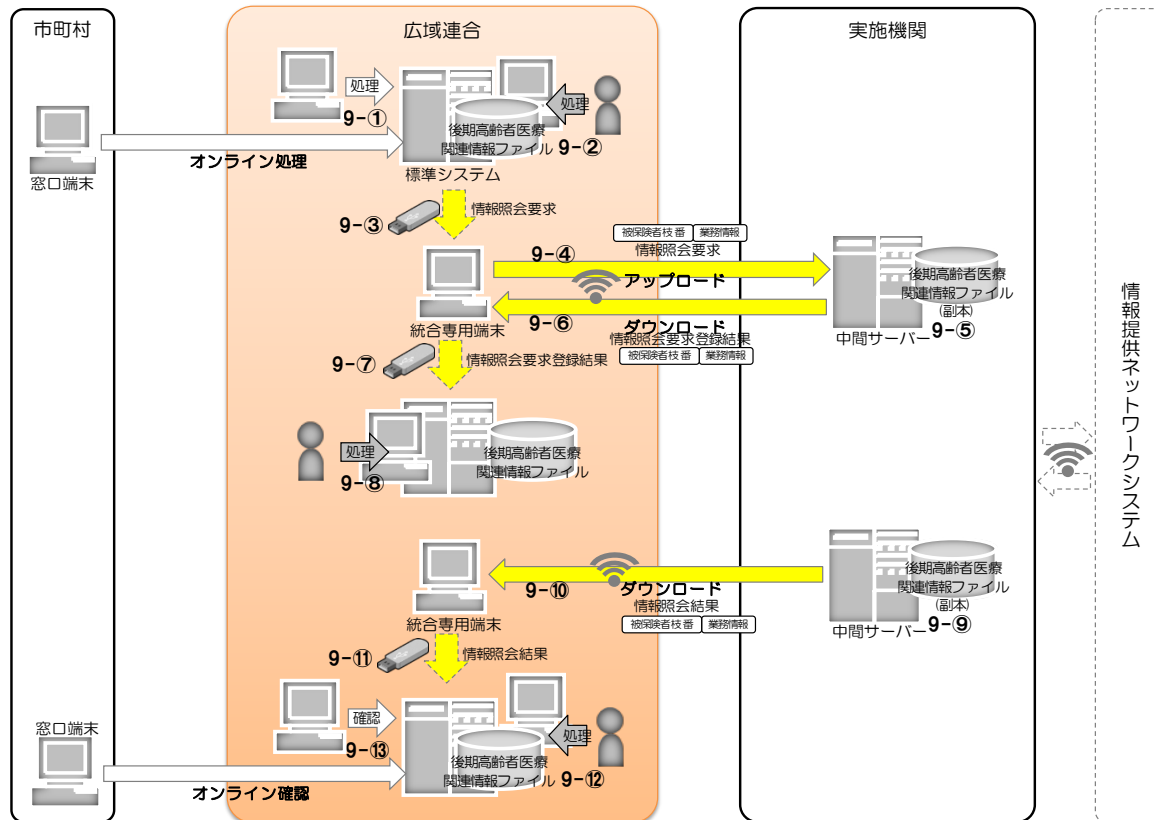 市町村
広域連合
実施機関
処理
9-①
処理
後期高齢者医療
関連情報ファイル
9-②
オンライン処理
窓口端末
標準システム
9-③
情報照会要求
被保険者枝番
業務情報
9-④
情報照会要求
アップロード
後期高齢者医療
関連情報ファイル
(副本)
9-⑤
中間サーバー
9-⑥
ダウンロード
統合専用端末
情報照会要求登録結果
被保険者枝番
業務情報
9-⑦
情報照会要求登録結果
処理
9-⑧
後期高齢者医療
関連情報ファイル
情報提供ネットワークシステム
9-⑩
ダウンロード
情報照会結果
被保険者枝番
業務情報
後期高齢者医療
関連情報ファイル
(副本)
9-⑨
中間サーバー
統合専用端末
9-⑪
情報照会結果
窓口端末
確認
9-⑬
処理
後期高齢者医療
関連情報ファイル
9-⑫
オンライン確認